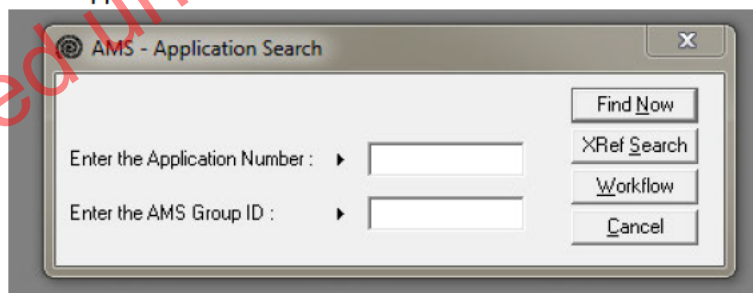 AMS - Application Search
Find Now
Enter the Application Number :
XRef Search
Workflow
Enter the AMS Group ID :
Cancel